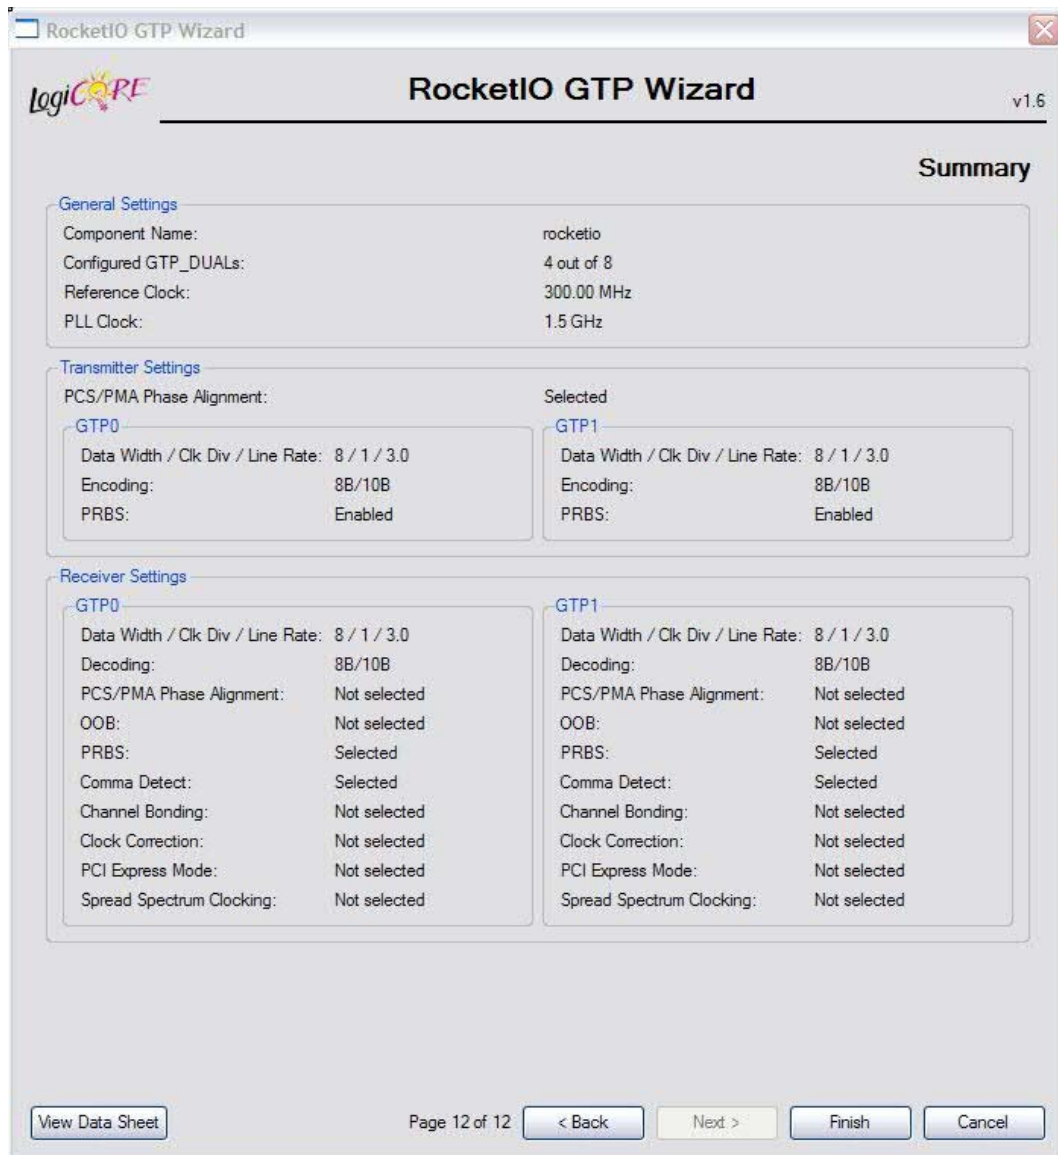 RocketIO GTP Wizard
LogiCORE
RocketIO GTP Wizard
v1.6
Summary
General Settings
Component Name: rocketio
Configured GTP_DUALs: 4 out of 8
Reference Clock: 300.00 MHz
PLL Clock: 1.5 GHz
Transmitter Settings
PCS/PMA Phase Alignment: Selected
GTP0
Data Width / Clk Div / Line Rate: 8 / 1 / 3.0
Encoding: 8B/10B
PRBS: Enabled
GTP1
Data Width / Clk Div / Line Rate: 8 / 1 / 3.0
Encoding: 8B/10B
PRBS: Enabled
Receiver Settings
GTP0
Data Width / Clk Div / Line Rate: 8 / 1 / 3.0
Decoding: 8B/10B
PCS/PMA Phase Alignment: Not selected
OOB: Not selected
PRBS: Selected
Comma Detect: Selected
Channel Bonding: Not selected
Clock Correction: Not selected
PCI Express Mode: Not selected
Spread Spectrum Clocking: Not selected
GTP1
Data Width / Clk Div / Line Rate: 8 / 1 / 3.0
Decoding: 8B/10B
PCS/PMA Phase Alignment: Not selected
OOB: Not selected
PRBS: Selected
Comma Detect: Selected
Channel Bonding: Not selected
Clock Correction: Not selected
PCI Express Mode: Not selected
Spread Spectrum Clocking: Not selected
View Data Sheet
Page 12 of 12
< Back
Next >
Finish
Cancel